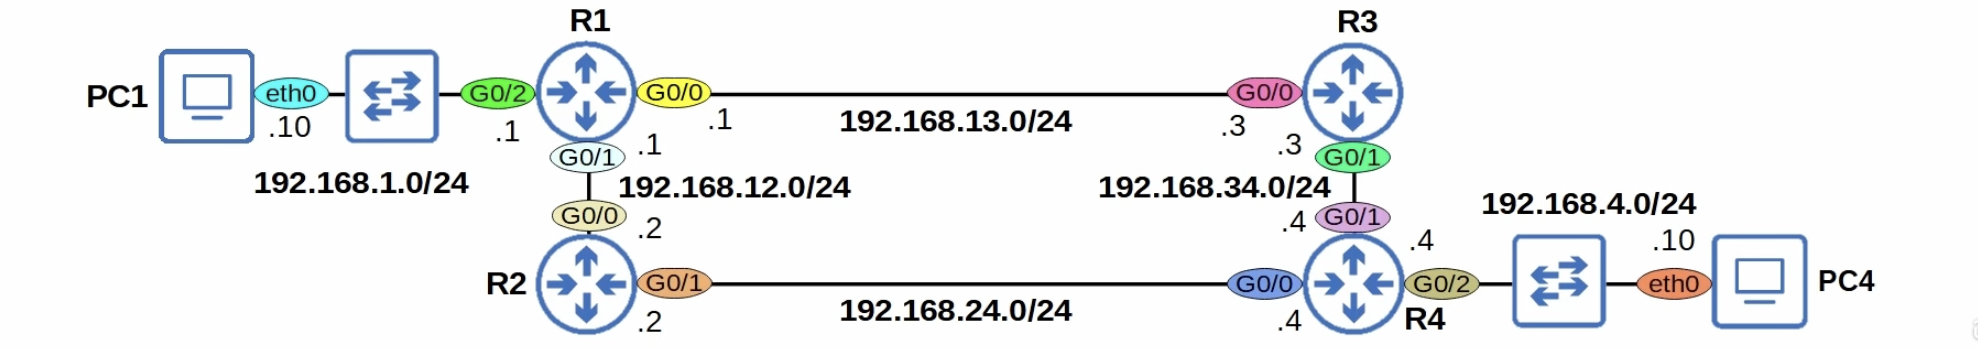 R1
R3
PC1
eth0
G0/2
G0/0
G0/0
.10
.1
.1
192.168.13.0/24
.3
.1
.3
G0/1
G0/1
192.168.1.0/24
192.168.12.0/24
192.168.34.0/24
192.168.4.0/24
G0/0
.2
.4
G0/1
.4
.10
R2
G0/1
G0/0
G0/2
eth0
PC4
192.168.24.0/24
.2
.4
R4